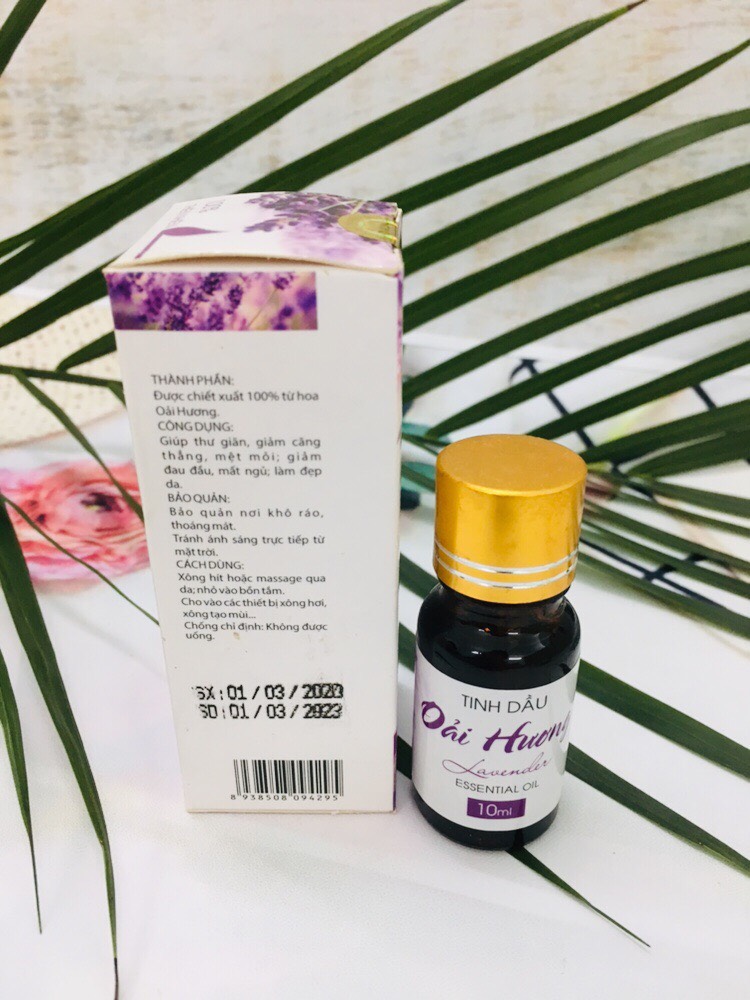 THÀNH PHẦN:
Được chiết xuất 100% từ hoa
Oải Hương.
CÔNG DỤNG:
Giúp thư giãn, giảm căng
thẳng, mệt mỏi; giảm
đau đầu, mất ngủ; làm đẹp
da.
BẢO QUẢN:
Bảo quản nơi khô ráo,
thoáng mát.
Tránh ánh sáng trực tiếp từ
mặt trời.
CÁCH DÙNG:
Xông hít hoặc massage qua
da; nhỏ vào bồn tắm.
Cho vào các thiết bị xông hơi,
xông tạo mùi...
Chống chỉ định: Không được
uống.
SX: 01/03/2020
SD: 01/03/2023
8 938508 094295
TINH DẦU
Oải Hương
Lavender
ESSENTIAL OIL
10ml